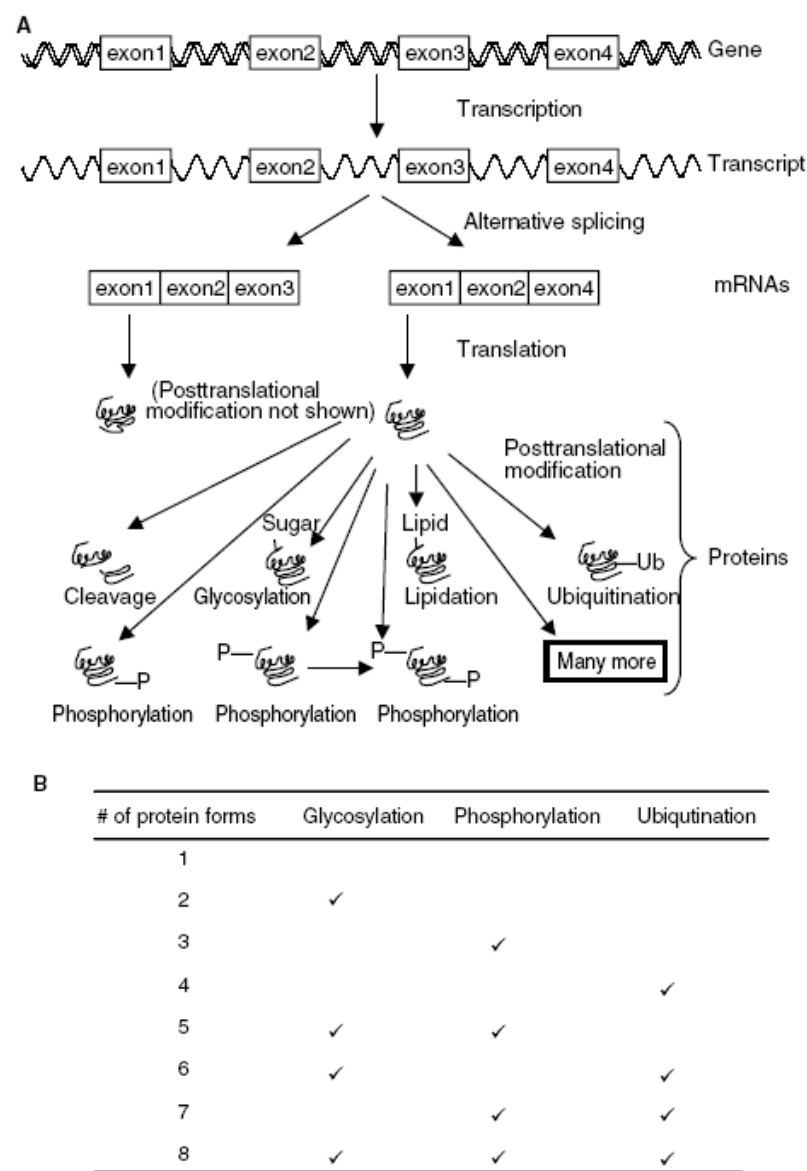 A
exon1 exon2 exon3 exon4 Gene
Transcription
exon1 exon2 exon3 exon4 Transcript
Alternative splicing
exon1 exon2 exon3 exon1 exon2 exon4 mRNAs
Translation
(Posttranslational
modification not shown)
Posttranslational
modification
Sugar Lipid
Ub Proteins
Cleavage Glycosylation Lipidation Ubiquitination
P P
Many more
P P
Phosphorylation Phosphorylation Phosphorylation
B
# of protein forms Glycosylation Phosphorylation Ubiqutination
1
2 ✓
3 ✓
4 ✓
5 ✓ ✓
6 ✓ ✓
7 ✓ ✓
8 ✓ ✓ ✓